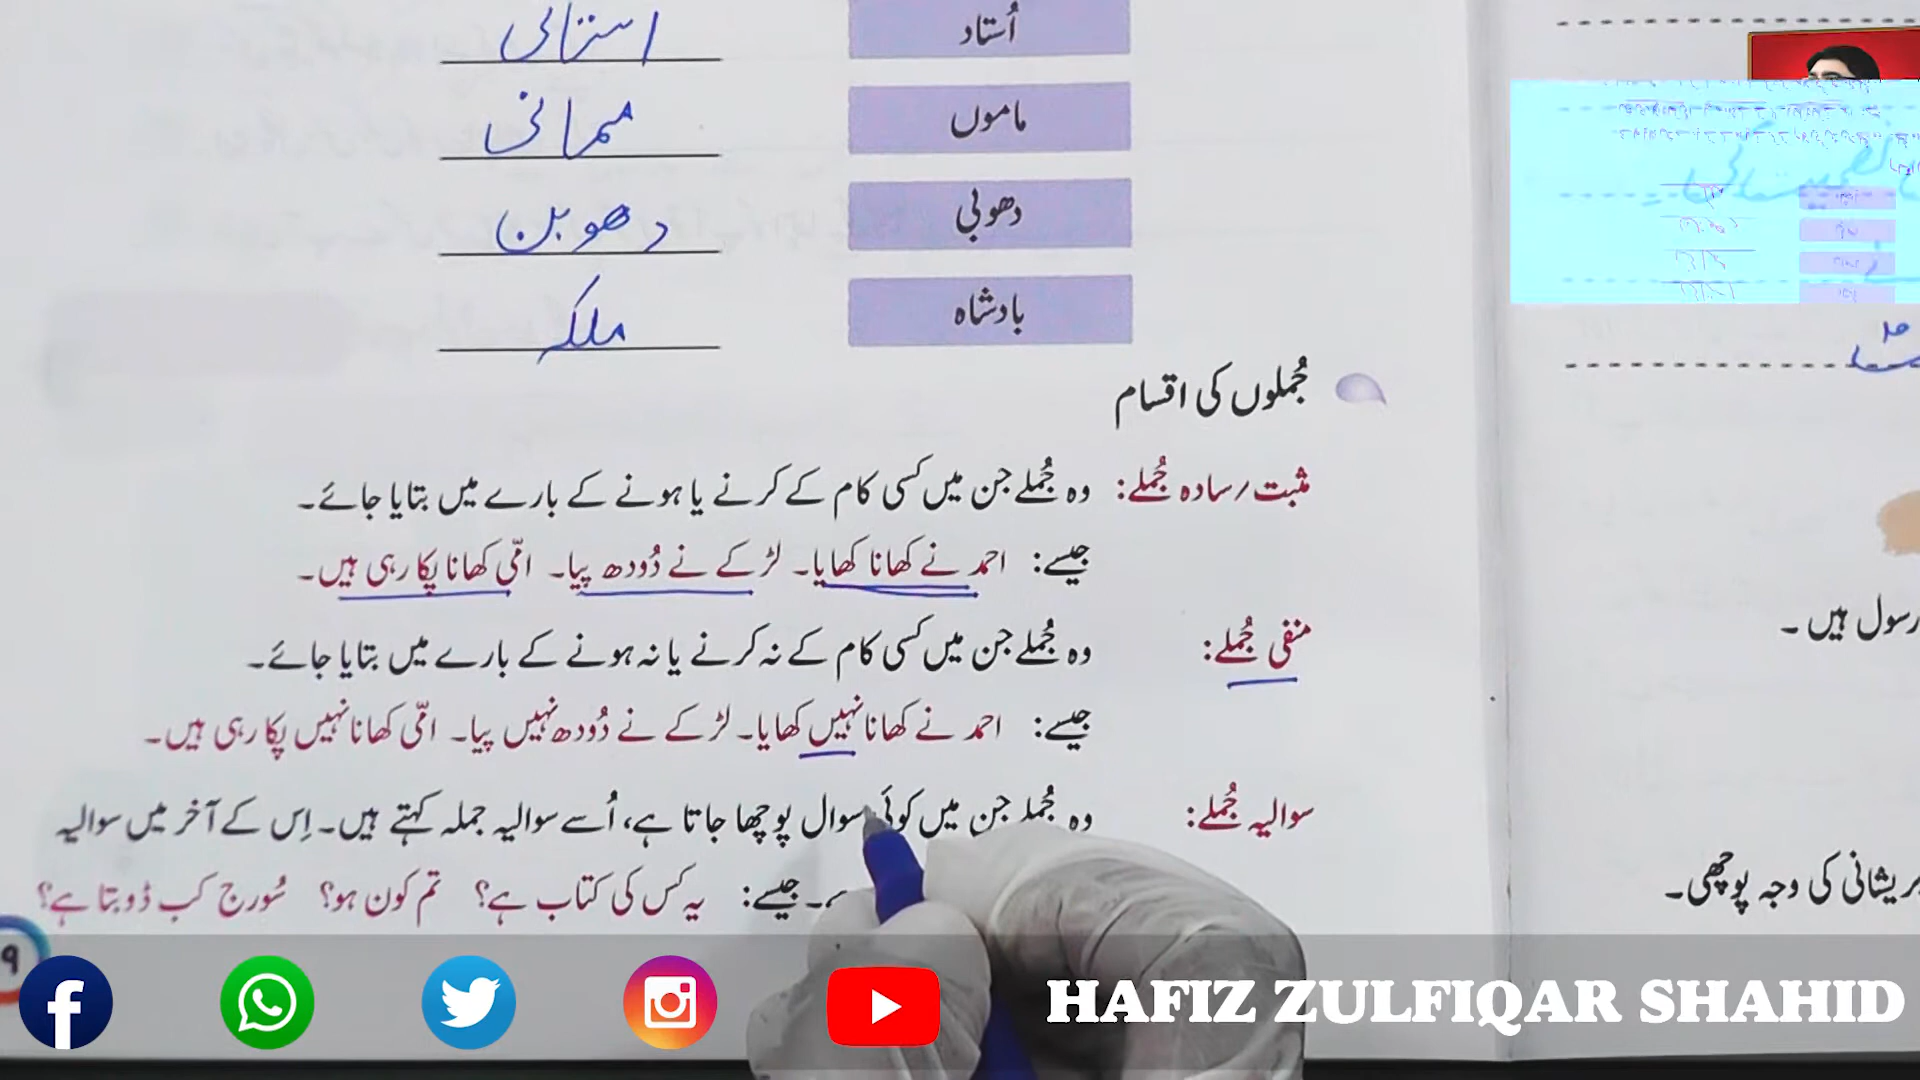 اُستاد استانی
ماموں ممانی
دھوبی دھوبن
بادشاہ ملکہ
جُملوں کی اقسام
مثبت/سادہ جُملے: وہ جُملے جن میں کسی کام کے کرنے یا ہونے کے بارے میں بتایا جائے۔
جیسے: احمد نے کھانا کھایا۔ لڑکے نے دُودھ پیا۔ امّی کھانا پکا رہی ہیں۔
منفی جُملے: وہ جُملے جن میں کسی کام کے نہ کرنے یا نہ ہونے کے بارے میں بتایا جائے۔
جیسے: احمد نے کھانا نہیں کھایا۔ لڑکے نے دُودھ نہیں پیا۔ امّی کھانا نہیں پکا رہی ہیں۔
سوالیہ جُملے: وہ جُملے جن میں کوئی سوال پوچھا جاتا ہے، اُسے سوالیہ جملہ کہتے ہیں۔ اِس کے آخر میں سوالیہ
جیسے: یہ کس کی کتاب ہے؟ تم کون ہو؟ سُورج کب ڈوبتا ہے؟
رسول ہیں۔
کی وجہ پوچھی۔
۹
HAFIZ ZULFIQAR SHAHID